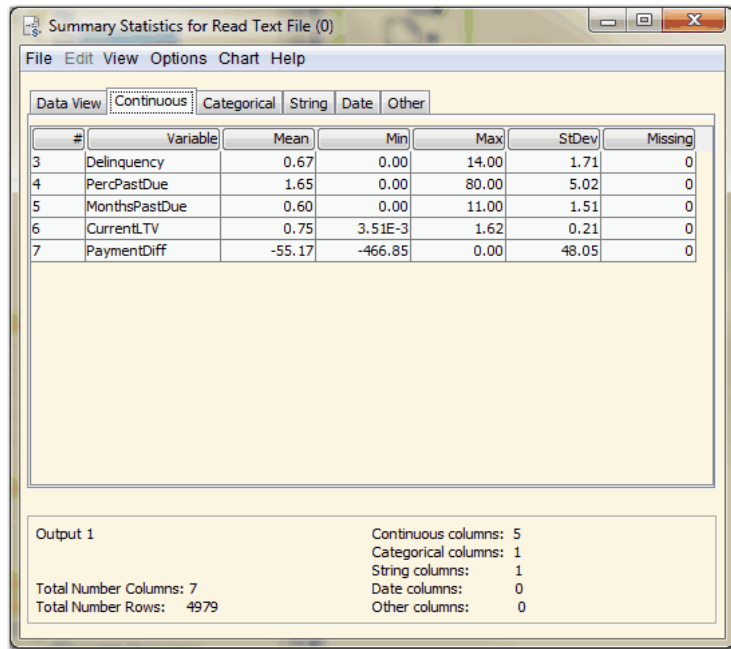 Summary Statistics for Read Text File (0)
File Edit View Options Chart Help
Data View Continuous Categorical String Date Other
# Variable Mean Min Max StDev Missing
3 Delinquency 0.67 0.00 14.00 1.71 0
4 PercPastDue 1.65 0.00 80.00 5.02 0
5 MonthsPastDue 0.60 0.00 11.00 1.51 0
6 CurrentLTV 0.75 3.51E-3 1.62 0.21 0
7 PaymentDiff -55.17 -466.85 0.00 48.05 0
Output 1 Continuous columns: 5
Categorical columns: 1
String columns: 1
Total Number Columns: 7 Date columns: 0
Total Number Rows: 4979 Other columns: 0